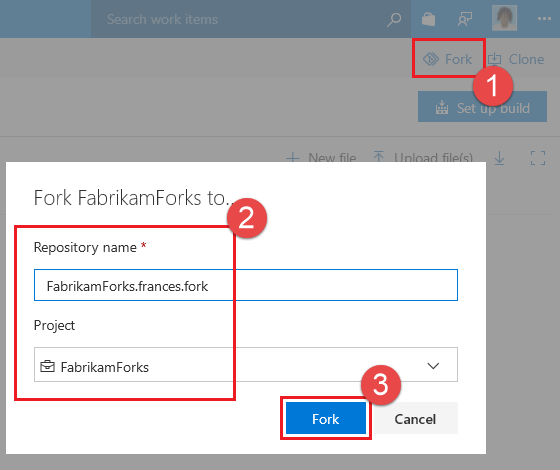 Search work items
Fork Clone
1
Set up build
New file Upload file(s)
Fork FabrikamForks to...
2
Repository name *
FabrikamForks.frances.fork
Project
FabrikamForks
3
Fork Cancel